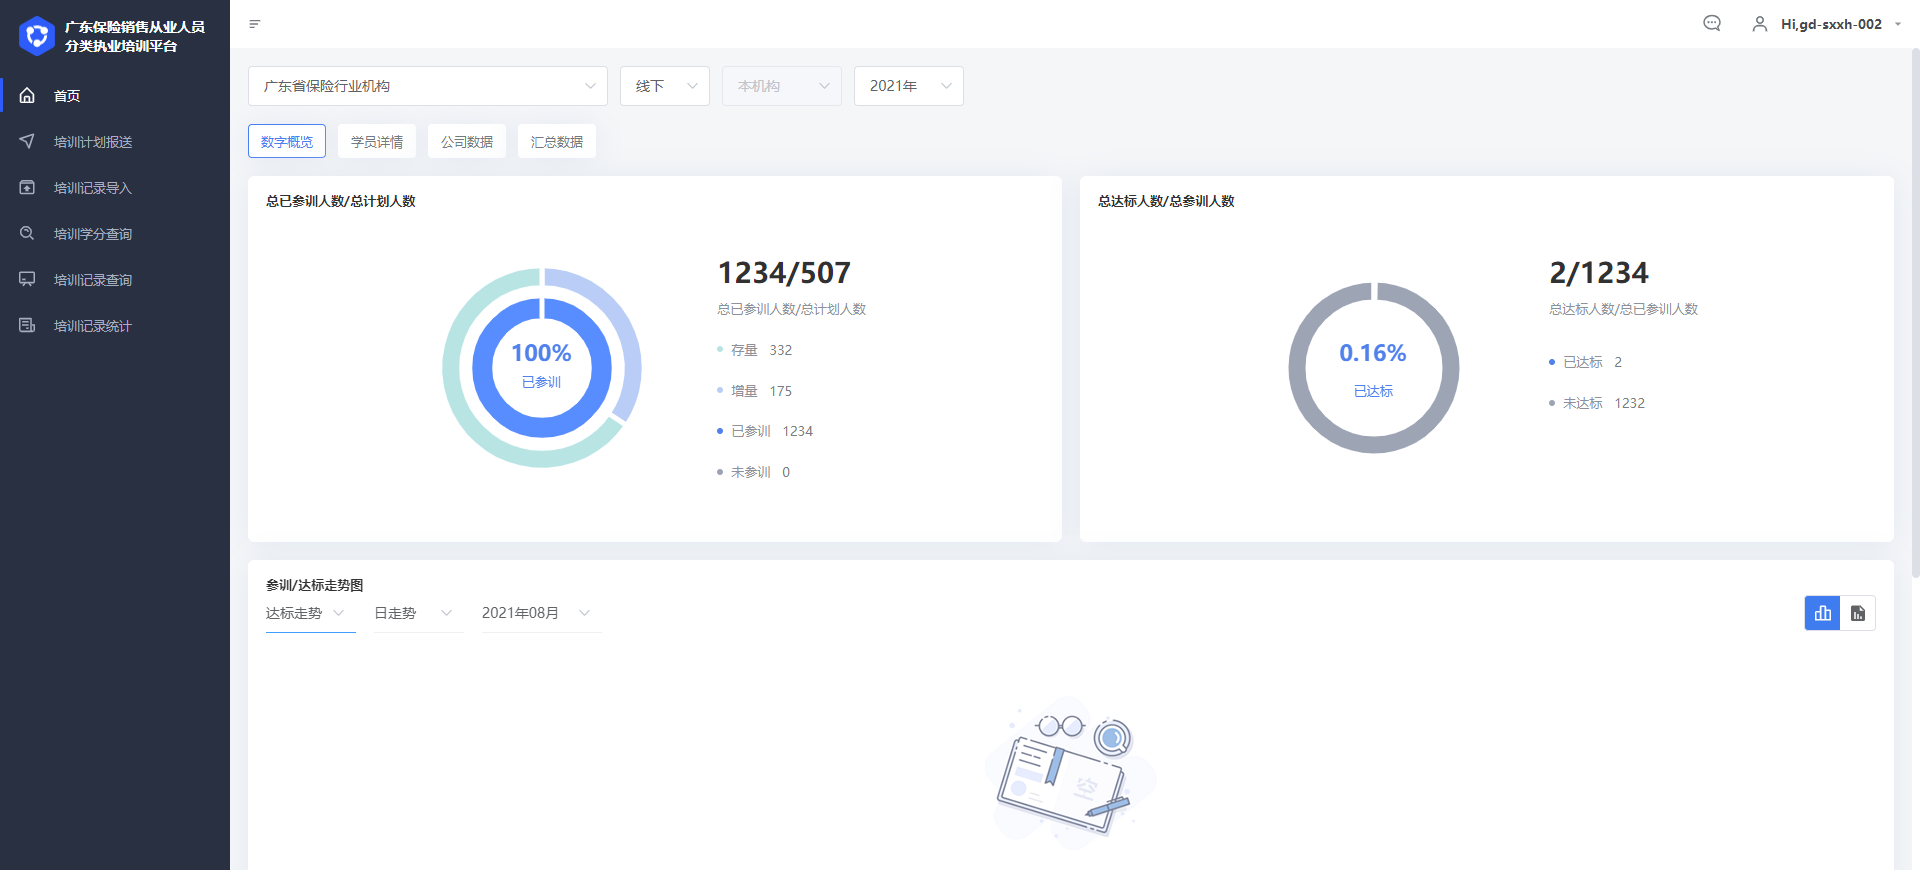 广东保险销售从业人员
分类执业培训平台
Hi,gd-sxxh-002
首页
培训计划报送
培训记录导入
培训学分查询
培训记录查询
培训记录统计
广东省保险行业机构
线下
本机构
2021年
数字概览
学员详情
公司数据
汇总数据
总已参训人数/总计划人数
100%
已参训
1234/507
总已参训人数/总计划人数
存量 332
增量 175
已参训 1234
未参训 0
总达标人数/总参训人数
0.16%
已达标
2/1234
总达标人数/总已参训人数
已达标 2
未达标 1232
参训/达标走势图
达标走势
日走势
2021年08月
空